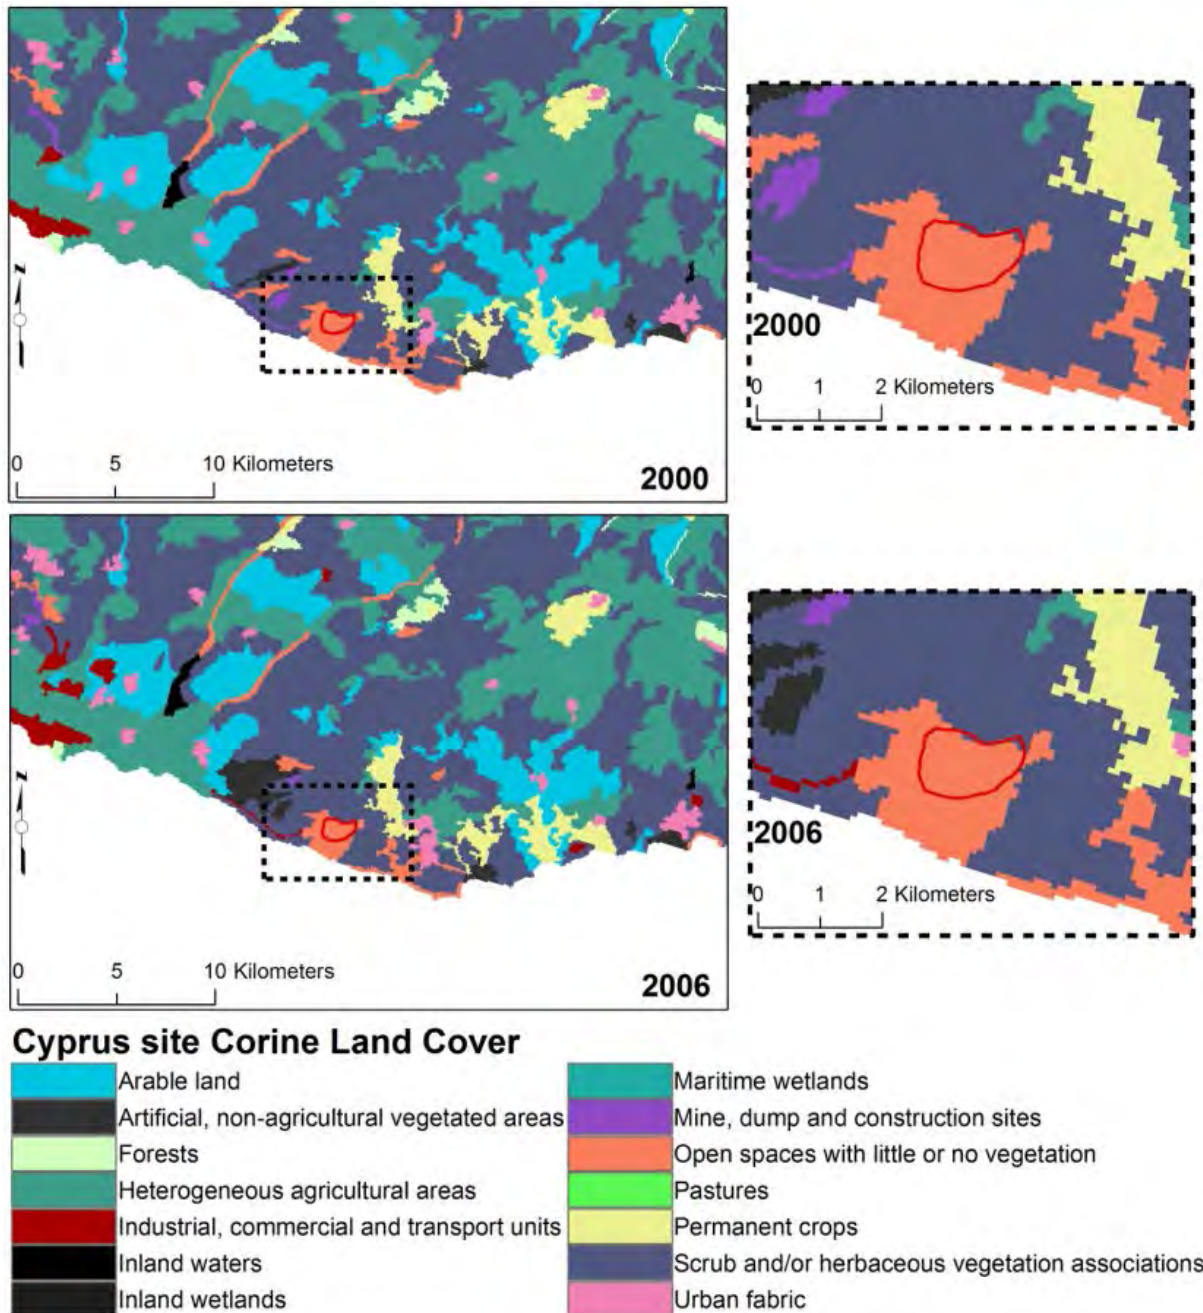 N
0 5 10 Kilometers
2000
2000
0 1 2 Kilometers
N
0 5 10 Kilometers
2006
2006
0 1 2 Kilometers
Cyprus site Corine Land Cover
Arable land
Artificial, non-agricultural vegetated areas
Forests
Heterogeneous agricultural areas
Industrial, commercial and transport units
Inland waters
Inland wetlands
Maritime wetlands
Mine, dump and construction sites
Open spaces with little or no vegetation
Pastures
Permanent crops
Scrub and/or herbaceous vegetation associations
Urban fabric